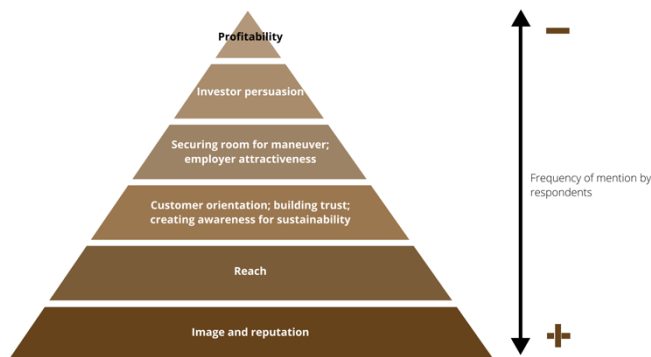 Profitability
Investor persuasion
Securing room for maneuver;
employer attractiveness
Customer orientation; building trust;
creating awareness for sustainability
Reach
Image and reputation
Frequency of mention by
respondents